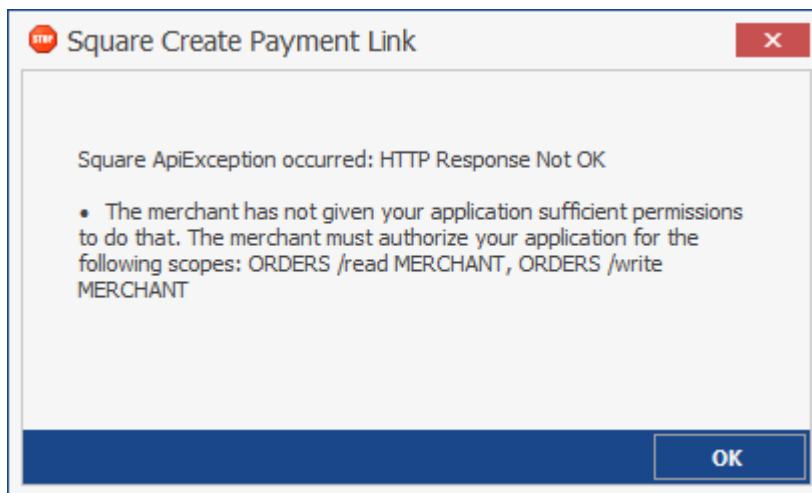 STOP
Square Create Payment Link
Square ApiException occurred: HTTP Response Not OK
• The merchant has not given your application sufficient permissions
to do that. The merchant must authorize your application for the
following scopes: ORDERS /read MERCHANT, ORDERS /write
MERCHANT
OK